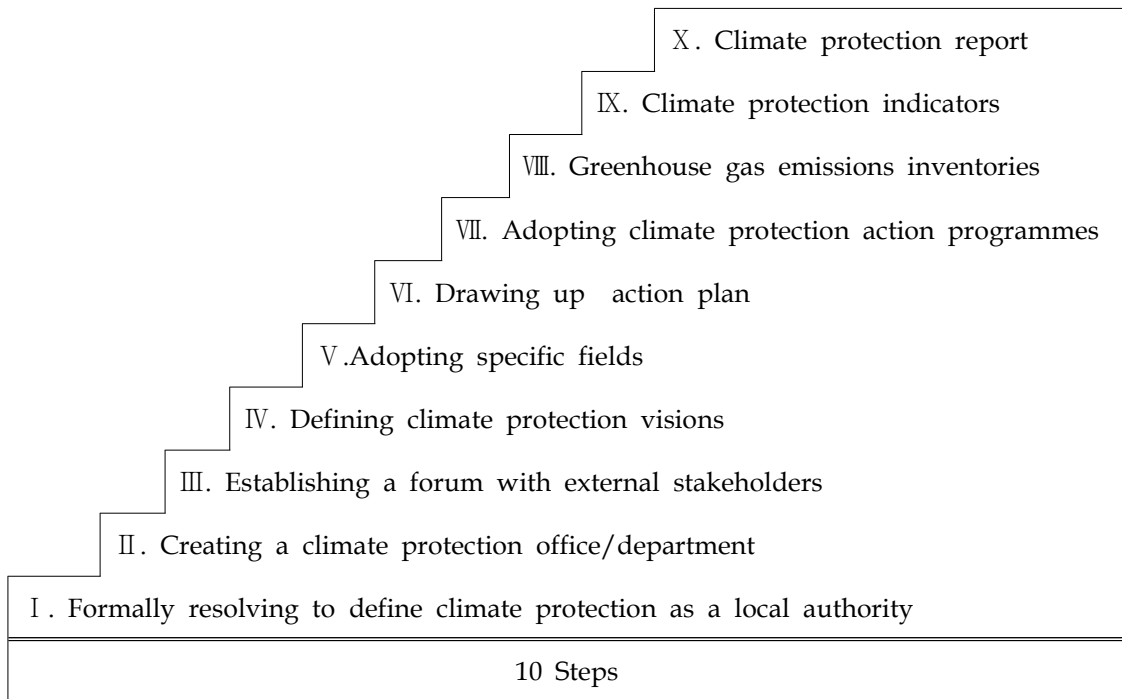 Ⅹ. Climate protection report
Ⅸ. Climate protection indicators
Ⅷ. Greenhouse gas emissions inventories
Ⅶ. Adopting climate protection action programmes
Ⅵ. Drawing up action plan
Ⅴ.Adopting specific fields
Ⅳ. Defining climate protection visions
Ⅲ. Establishing a forum with external stakeholders
Ⅱ. Creating a climate protection office/department
Ⅰ. Formally resolving to define climate protection as a local authority
10 Steps